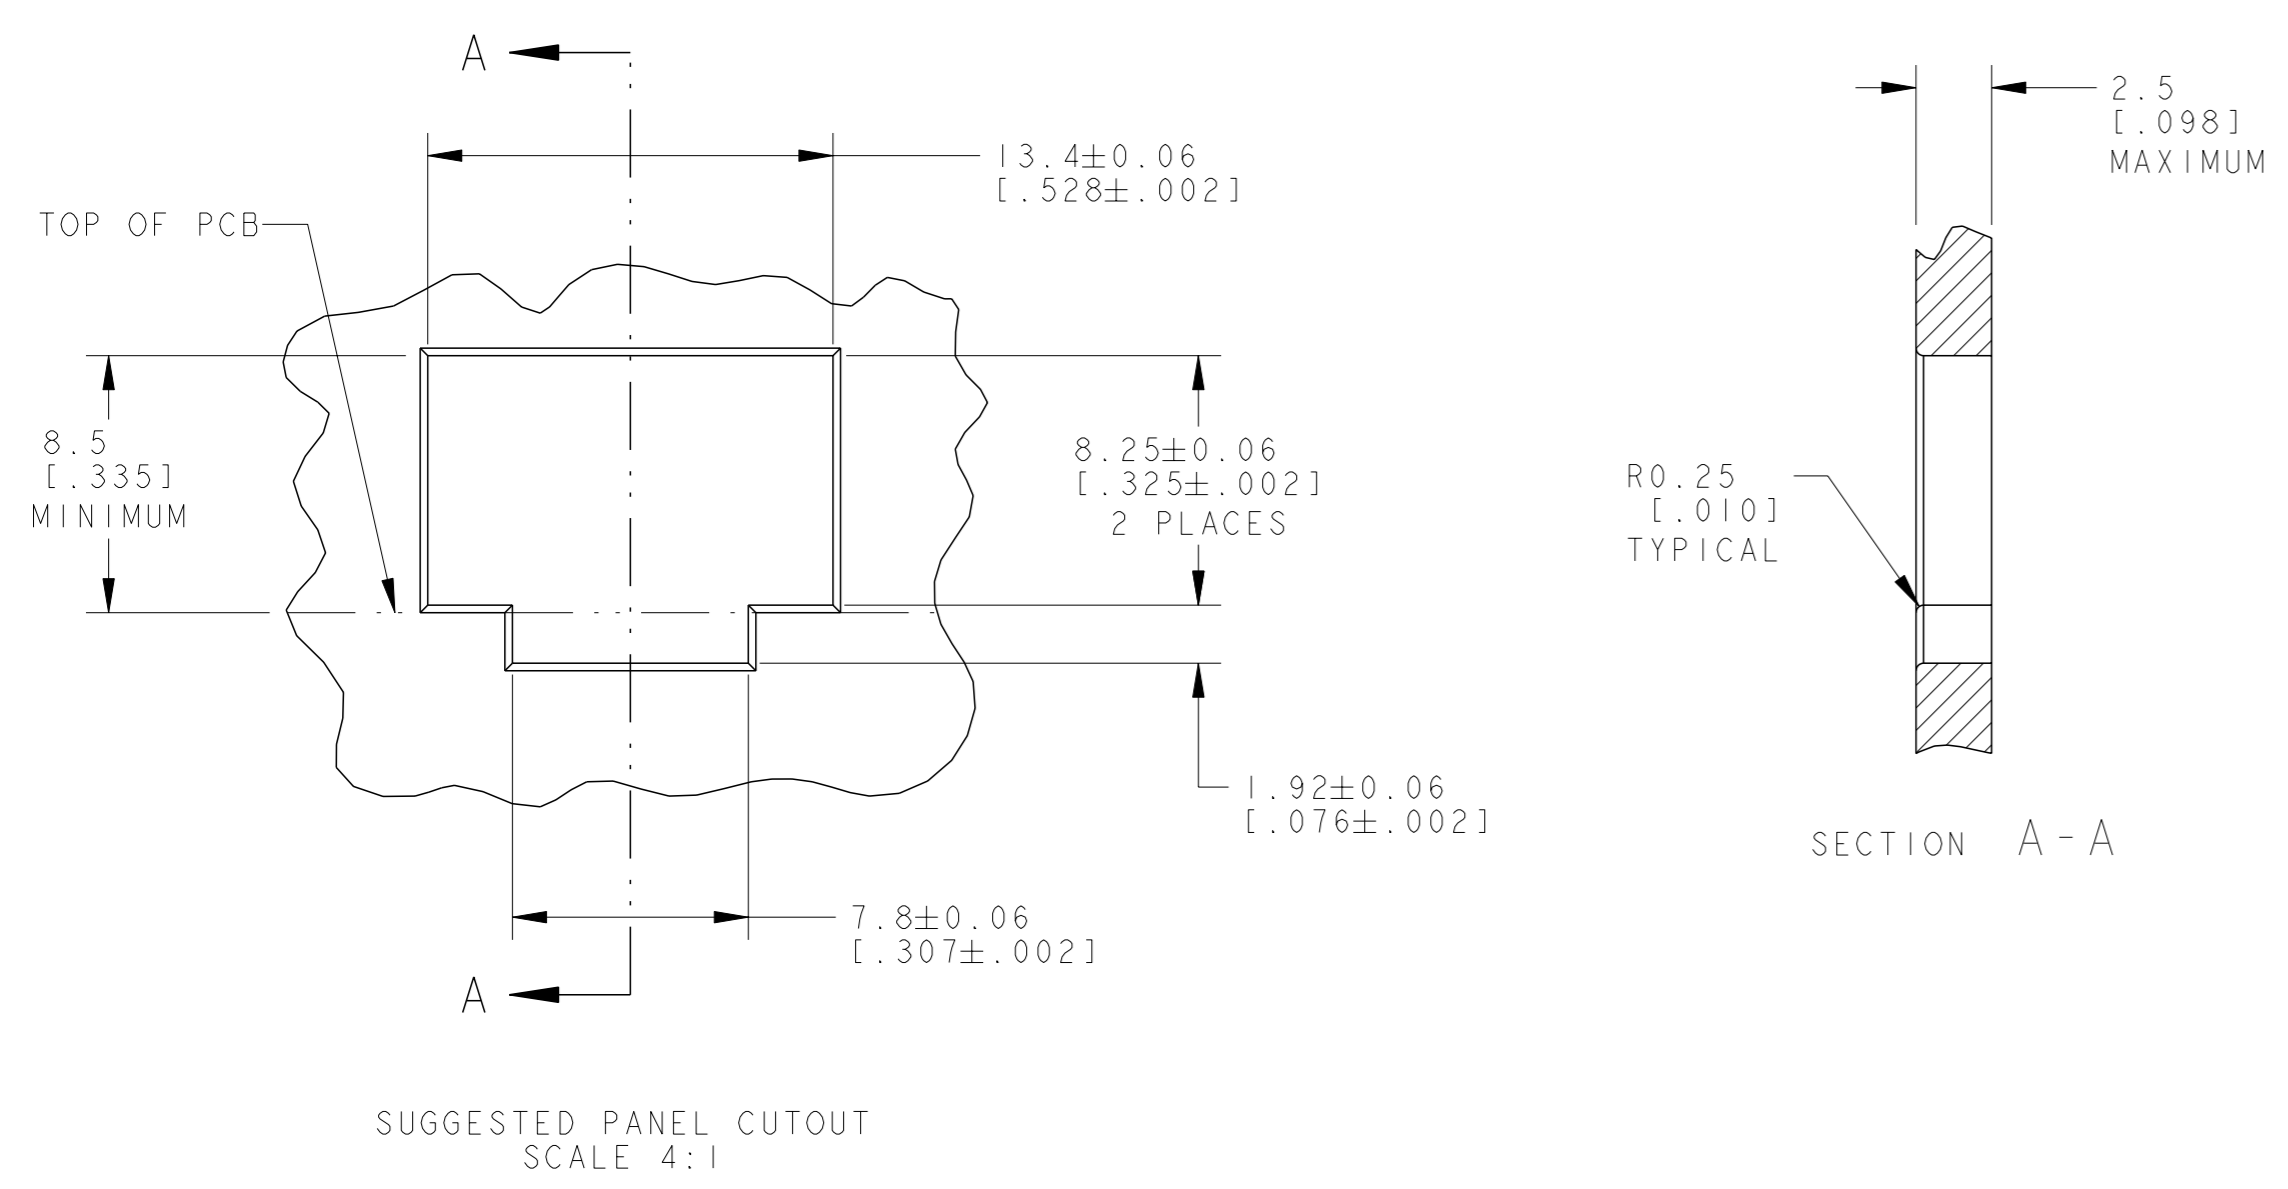 A
2.5
[.098]
MAXIMUM
13.4±0.06
[.528±.002]
TOP OF PCB
8.5
[.335]
MINIMUM
8.25±0.06
[.325±.002]
2 PLACES
R0.25
[.010]
TYPICAL
1.92±0.06
[.076±.002]
SECTION A-A
7.8±0.06
[.307±.002]
A
SUGGESTED PANEL CUTOUT
SCALE 4:1